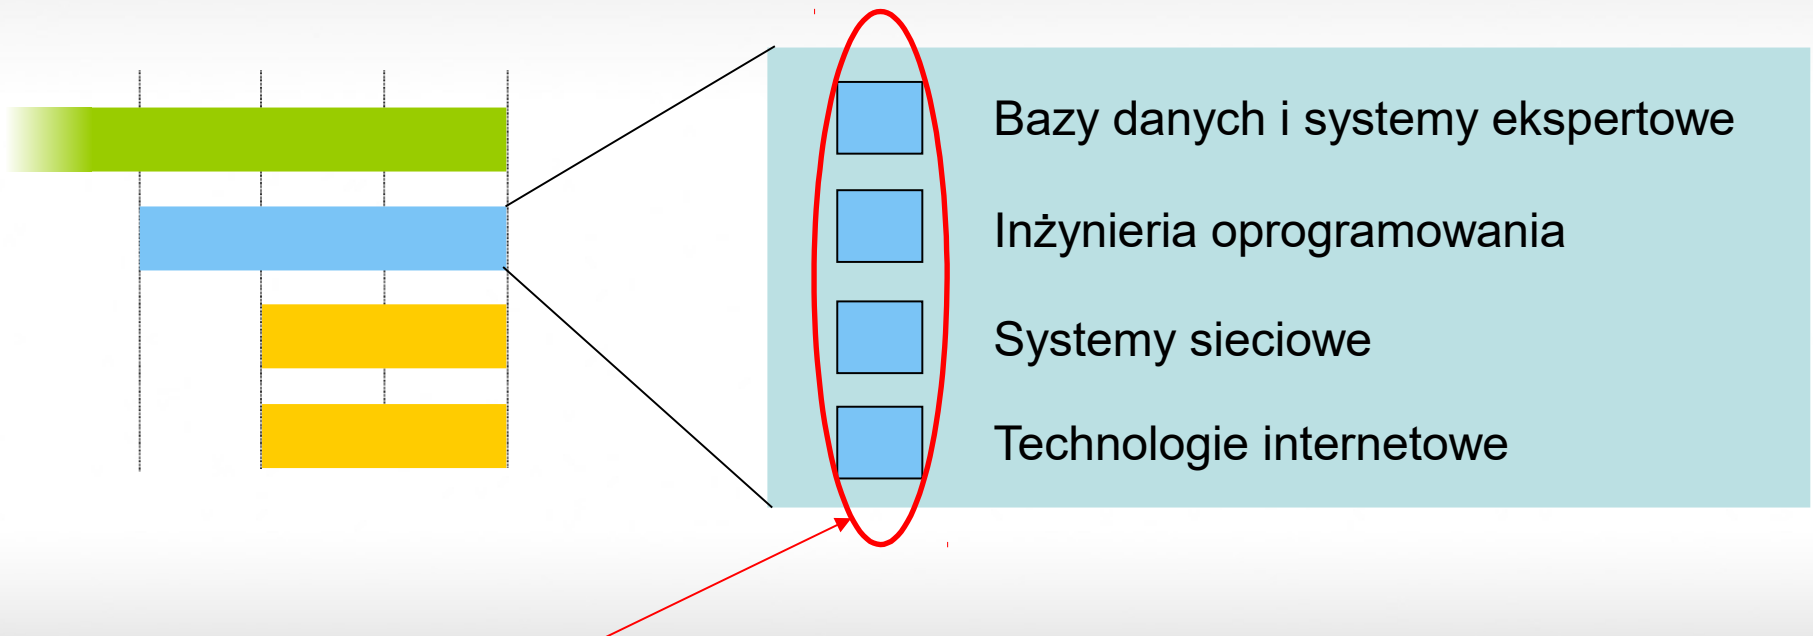 Bazy danych i systemy ekspertowe
Inżynieria oprogramowania
Systemy sieciowe
Technologie internetowe